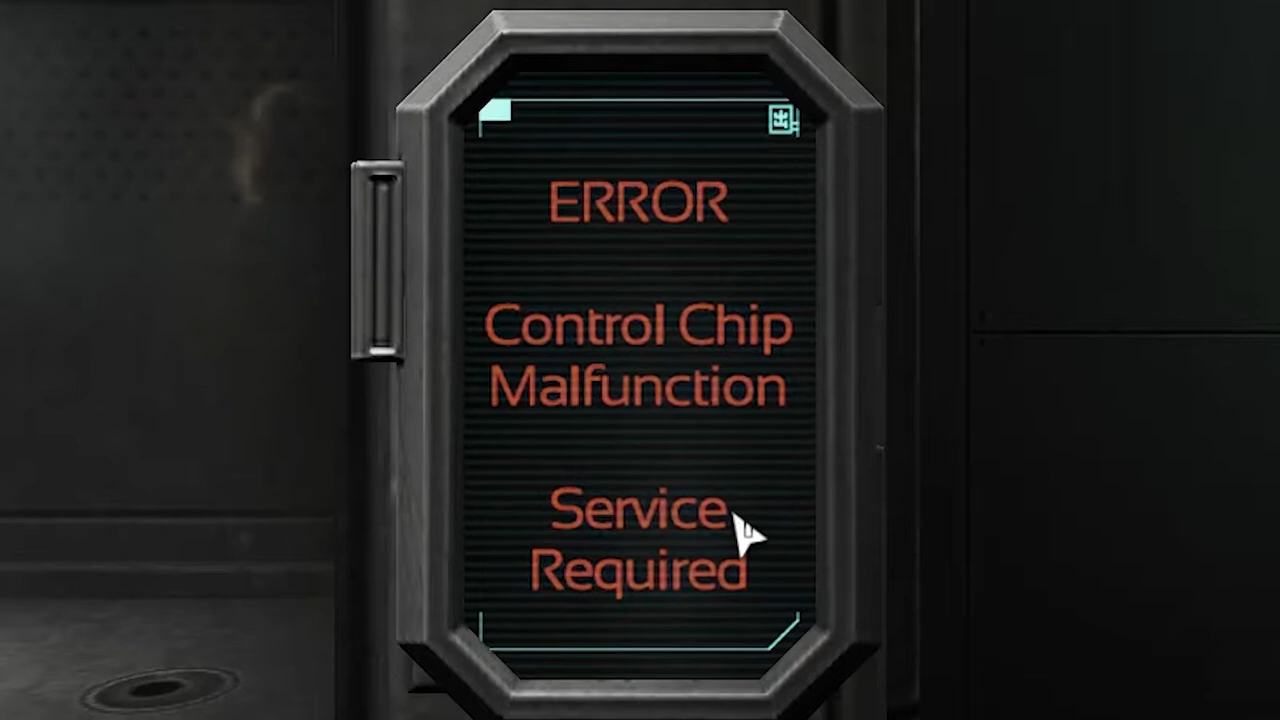 ERROR
Control Chip
Malfunction
Service
Required